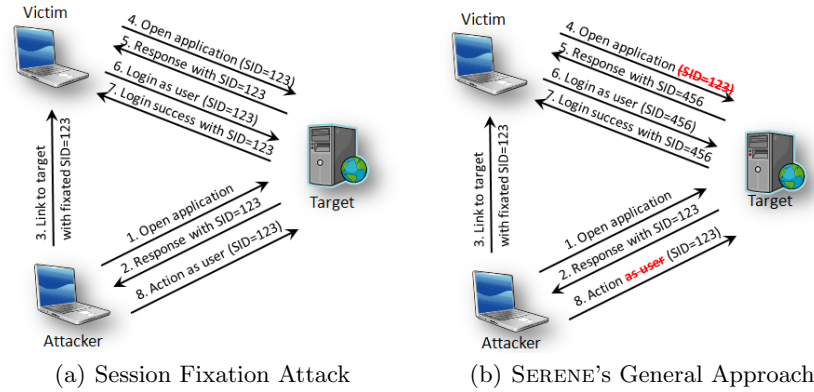 Victim
4. Open application (SID=123)
5. Response with SID=123
6. Login as user (SID=123)
7. Login success with SID=123
3. Link to target
with fixated SID=123
Target
1. Open application
2. Response with SID=123
8. Action as user (SID=123)
Attacker
(a) Session Fixation Attack
Victim
4. Open application (SID=123)
5. Response with SID=456
6. Login as user (SID=456)
7. Login success with SID=456
3. Link to target
with fixated SID=123
Target
1. Open application
2. Response with SID=123
8. Action as user (SID=123)
Attacker
(b) SERENE's General Approach